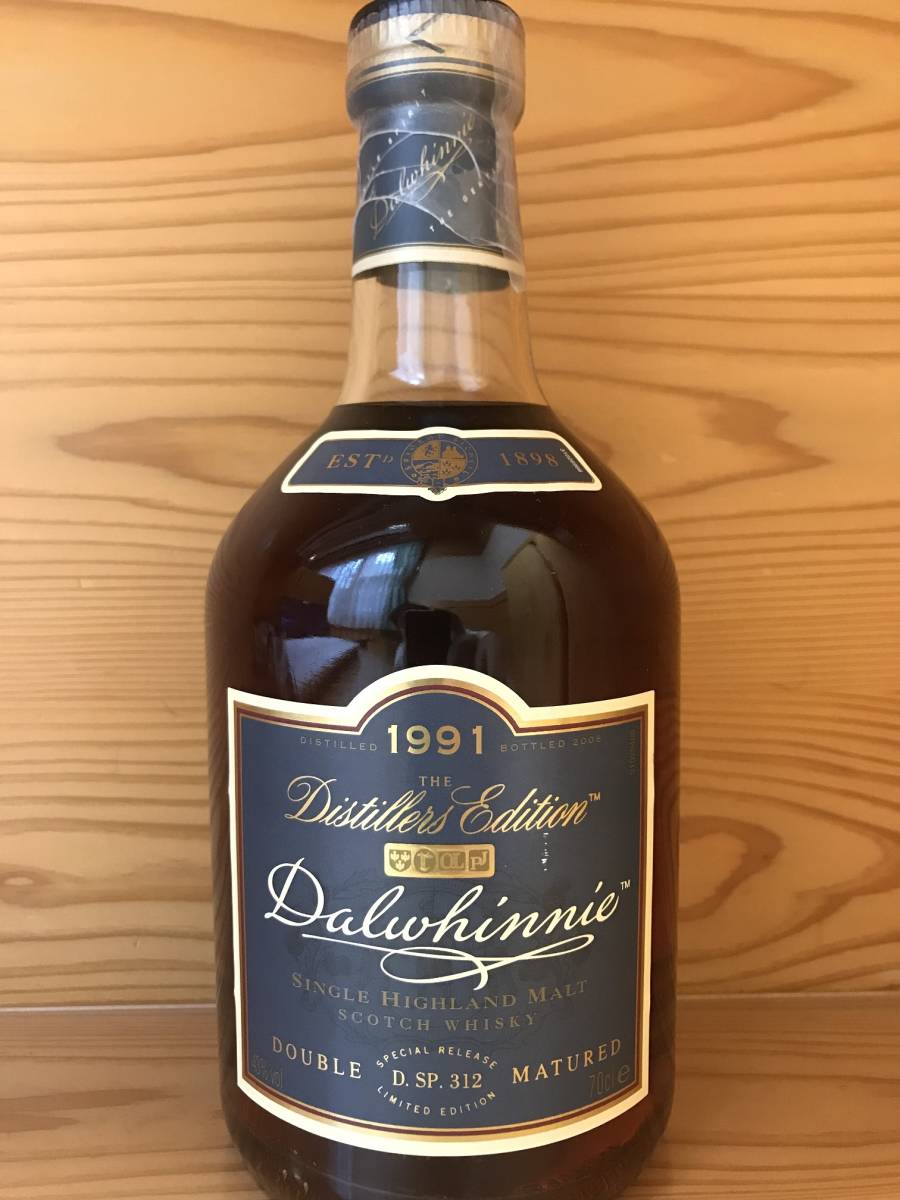 Dalwhinnie
ESTD 1898
DISTILLED 1991 BOTTLED 2006
THE
Distillers Edition™
Dalwhinnie™
SINGLE HIGHLAND MALT
SCOTCH WHISKY
DOUBLE MATURED
SPECIAL RELEASE
D. SP. 312
LIMITED EDITION
43%vol 70cl e